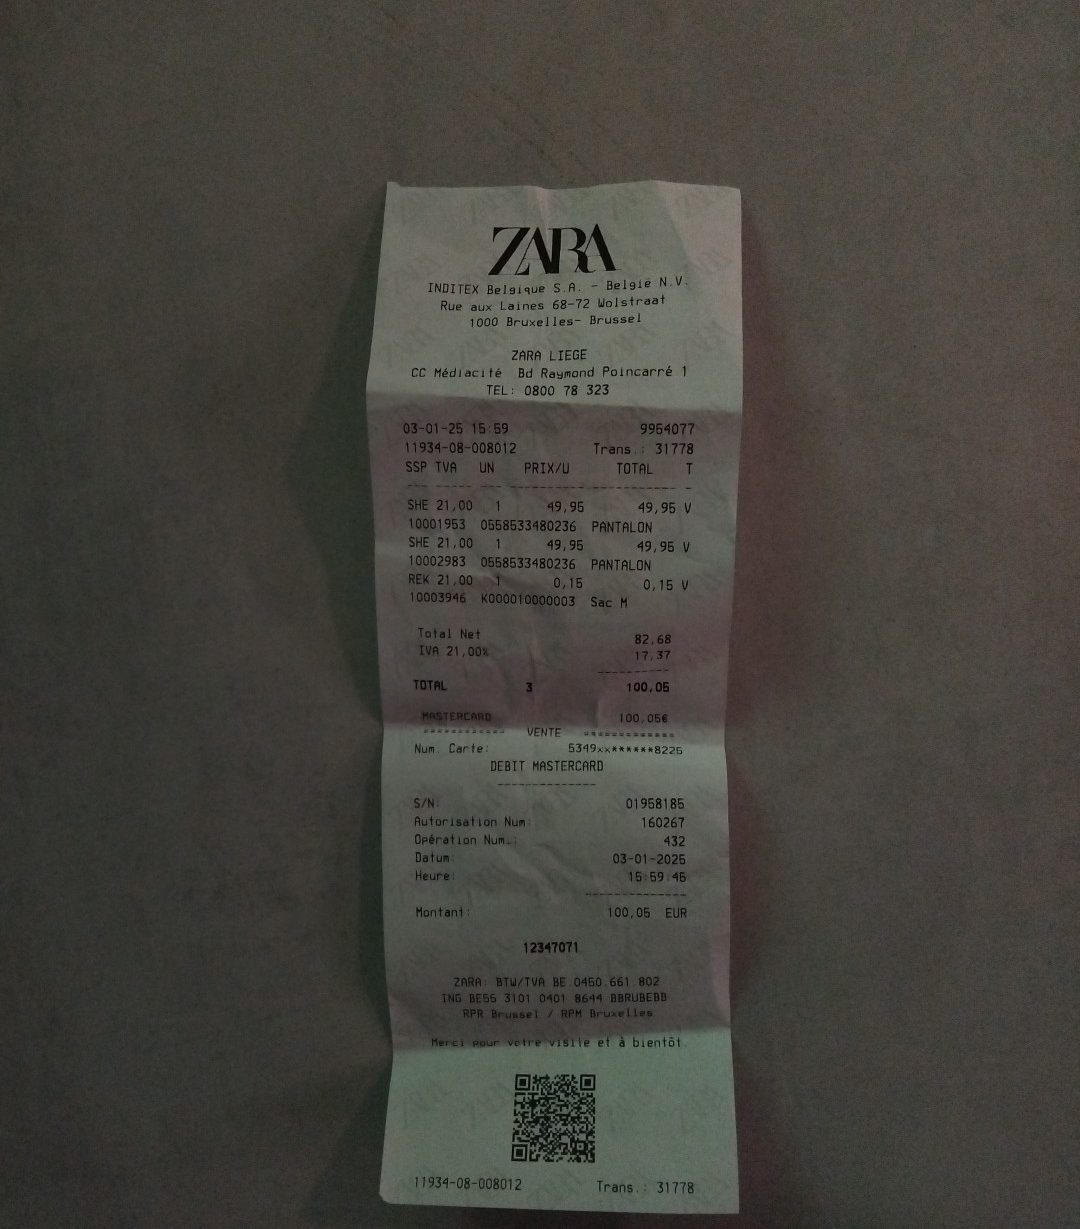 ZARA
INDITEX Belgique S.A. - België N.V.
Rue aux Laines 68-72 Wolstraat
1000 Bruxelles- Brussel
ZARA LIEGE
CC Médiacité Bd Raymond Poincarré 1
TEL: 0800 78 323
03-01-25 15:59 9954077
11934-08-008012 Trans.: 31778
SSP TVA UN PRIX/U TOTAL T
SHE 21,00 1 49,95 49,95 V
10001953 0558533480236 PANTALON
SHE 21,00 1 49,95 49,95 V
10002983 0558533480236 PANTALON
REK 21,00 1 0,15 0,15 V
10003946 K000010000003 Sac M
Total Net 82,68
IVA 21,00% 17,37
TOTAL 3 100,05
MASTERCARD 100,05€
============ VENTE =============
Num. Carte: 5349xx******8225
DEBIT MASTERCARD
S/N: 01958185
Autorisation Num: 160267
Opération Num.: 432
Datum: 03-01-2025
Heure: 15:59:45
Montant: 100,05 EUR
12347071
ZARA: BTW/TVA BE 0450.661.802
ING BE55 3101 0401 8644 BBRUBEBB
RPR Brussel / RPM Bruxelles
Merci pour votre visite et à bientôt
11934-08-008012 Trans.: 31778